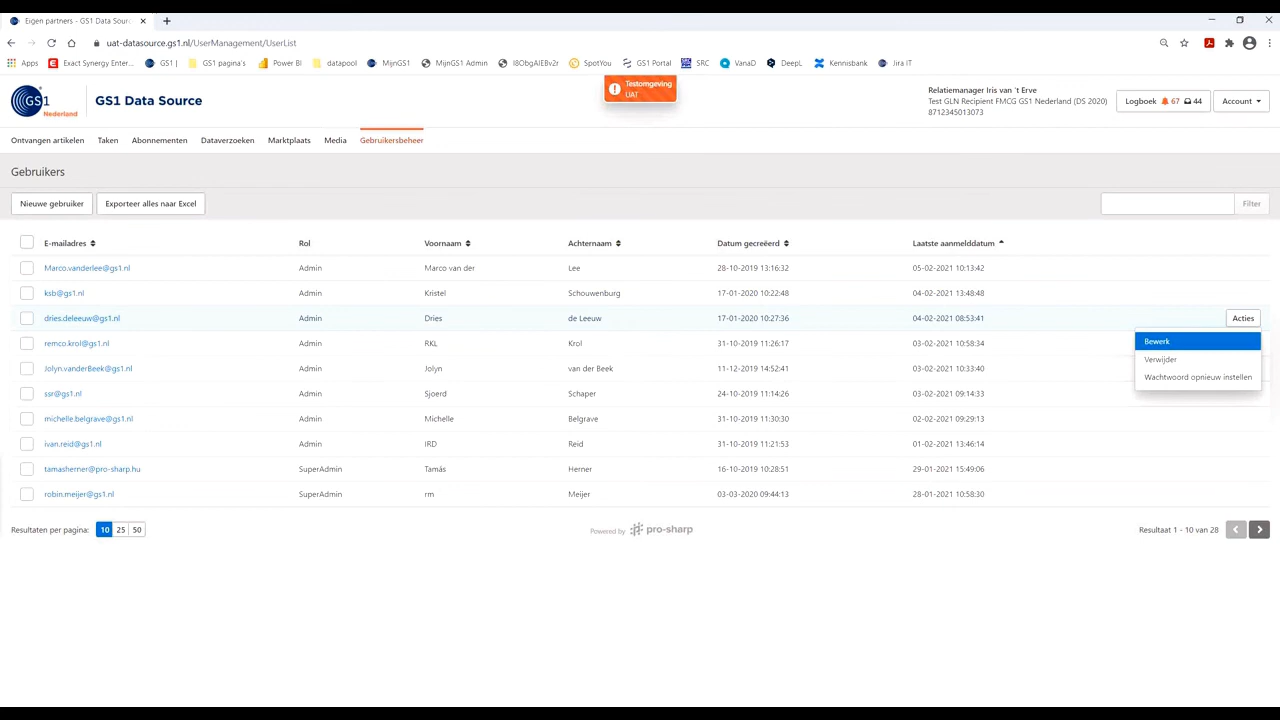 Eigen partners - GS1 Data Sourc
uat-datasource.gs1.nl/UserManagement/UserList
Apps Exact Synergy Enter... GS1 | GS1 pagina's Power BI datapool MijnGS1 MijnGS1 Admin I8ObgAIEBv2r SpotYou GS1 Portal SRC VanaD DeepL Kennisbank Jira IT
Testomgeving
UAT
GS1
Nederland
GS1 Data Source
Relatiemanager Iris van 't Erve
Test GLN Recipient FMCG GS1 Nederland (DS 2020)
8712345013073
Logboek 67 44
Account
Ontvangen artikelen Taken Abonnementen Dataverzoeken Marktplaats Media Gebruikersbeheer
Gebruikers
Nieuwe gebruiker Exporteer alles naar Excel Filter
E-mailadres Rol Voornaam Achternaam Datum gecreëerd Laatste aanmelddatum
Marco.vanderlee@gs1.nl Admin Marco van der Lee 28-10-2019 13:16:32 05-02-2021 10:13:42
ksb@gs1.nl Admin Kristel Schouwenburg 17-01-2020 10:22:48 04-02-2021 13:48:48
dries.deleeuw@gs1.nl Admin Dries de Leeuw 17-01-2020 10:27:36 04-02-2021 08:53:41 Acties
remco.krol@gs1.nl Admin RKL Krol 31-10-2019 11:26:17 03-02-2021 10:58:34
Bewerk
Jolyn.vanderBeek@gs1.nl Admin Jolyn van der Beek 11-12-2019 14:52:41 03-02-2021 10:33:40
Verwijder
Wachtwoord opnieuw instellen
ssr@gs1.nl Admin Sjoerd Schaper 24-10-2019 11:14:26 03-02-2021 09:14:33
michelle.belgrave@gs1.nl Admin Michelle Belgrave 31-10-2019 11:30:30 02-02-2021 09:29:13
ivan.reid@gs1.nl Admin IRD Reid 31-10-2019 11:21:53 01-02-2021 13:46:14
tamasherner@pro-sharp.hu SuperAdmin Tamás Herner 16-10-2019 10:28:51 29-01-2021 15:49:06
robin.meijer@gs1.nl SuperAdmin rm Meijer 03-03-2020 09:44:13 28-01-2021 10:58:30
Resultaten per pagina: 10 25 50 Powered by pro-sharp Resultaat 1 - 10 van 28